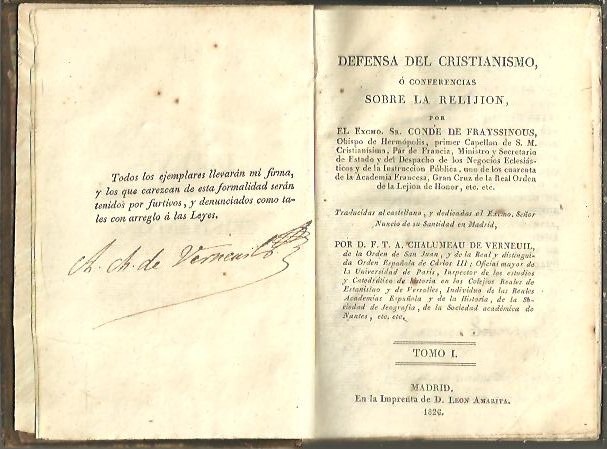 Todos los ejemplares llevarán mi firma,
y los que carezcan de esta formalidad serán
tenidos por furtivos, y denunciados como ta-
les con arreglo á las Leyes.
Ch. de Verneuil
DEFENSA DEL CRISTIANISMO,
Ó CONFERENCIAS
SOBRE LA RELIJION,
POR
EL EXCMO. SR. CONDE DE FRAYSSINOUS,
Obispo de Hermópolis, primer Capellan de S. M.
Cristianísima, Par de Francia, Ministro y Secretario
de Estado y del Despacho de los Negocios Eclesiás-
ticos y de la Instruccion Pública, uno de los cuarenta
de la Academia Francesa, Gran Cruz de la Real Orden
de la Lejion de Honor, etc. etc.
Traducidas al castellano, y dedicadas al Excmo. Señor
Nuncio de su Santidad en Madrid,
POR D. F. T. A. CHALUMEAU DE VERNEUIL,
de la Orden de San Juan, y de la Real y distingui-
da Orden Española de Cárlos III; Oficial mayor de
la Universidad de Paris, Inspector de los estudios
y Catedrático de historia en los Colejios Reales de
Estanislao y de Versalles, Individuo de las Reales
Academias Española y de la Historia, de la So-
ciedad de Jeografía, de la Sociedad académica de
Nantes, etc. etc.
TOMO I.
MADRID.
En la Imprenta de D. LEON AMARITA.
1826.